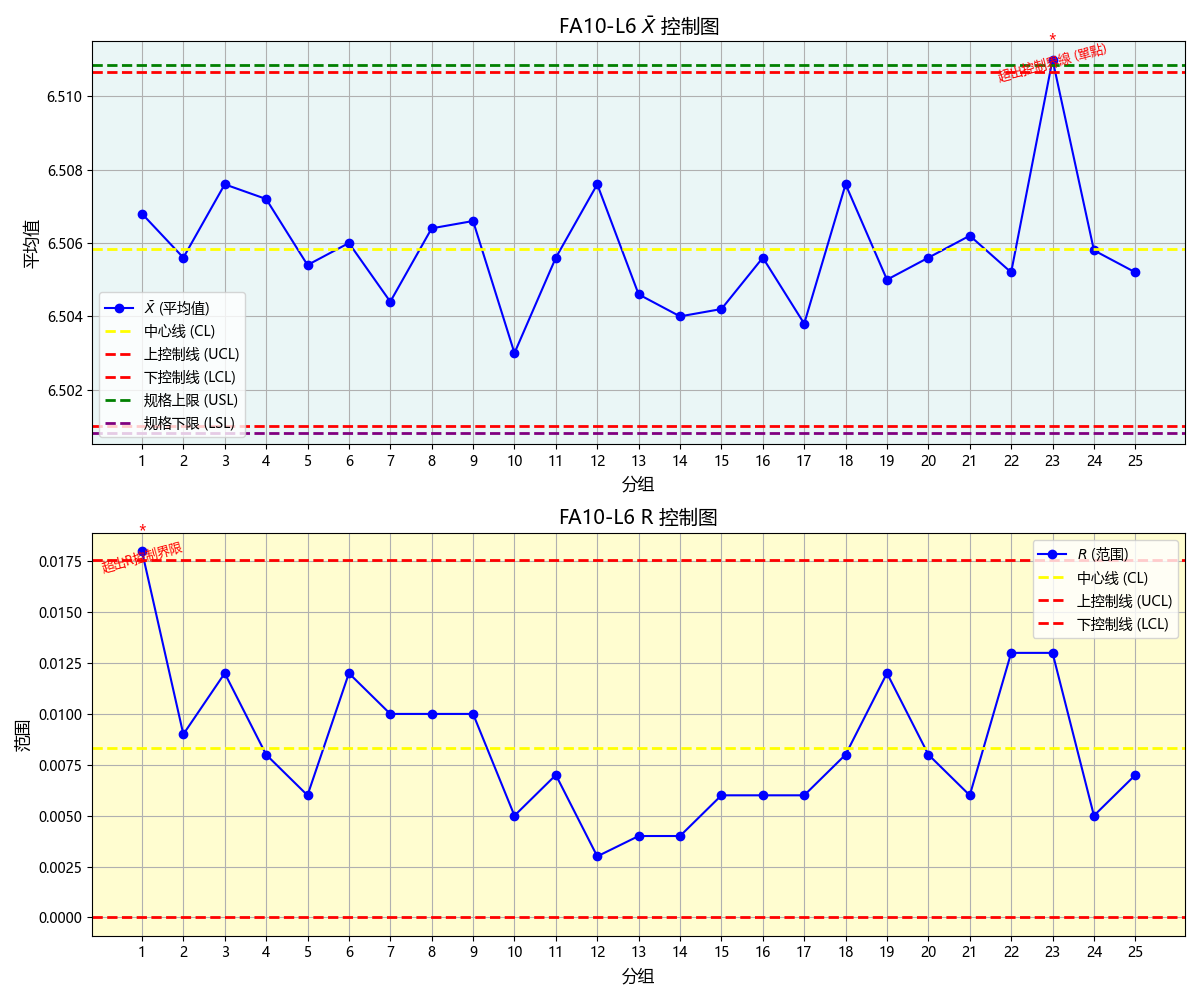 FA10-L6 X̄ 控制图
*
超出控制界線 (單點)
6.510
6.508
6.506
6.504
6.502
平均值
X̄ (平均值)
中心线 (CL)
上控制线 (UCL)
下控制线 (LCL)
规格上限 (USL)
规格下限 (LSL)
1 2 3 4 5 6 7 8 9 10 11 12 13 14 15 16 17 18 19 20 21 22 23 24 25
分组
FA10-L6 R 控制图
*
超出R控制界限
0.0175
0.0150
0.0125
0.0100
0.0075
0.0050
0.0025
0.0000
范围
R (范围)
中心线 (CL)
上控制线 (UCL)
下控制线 (LCL)
1 2 3 4 5 6 7 8 9 10 11 12 13 14 15 16 17 18 19 20 21 22 23 24 25
分组